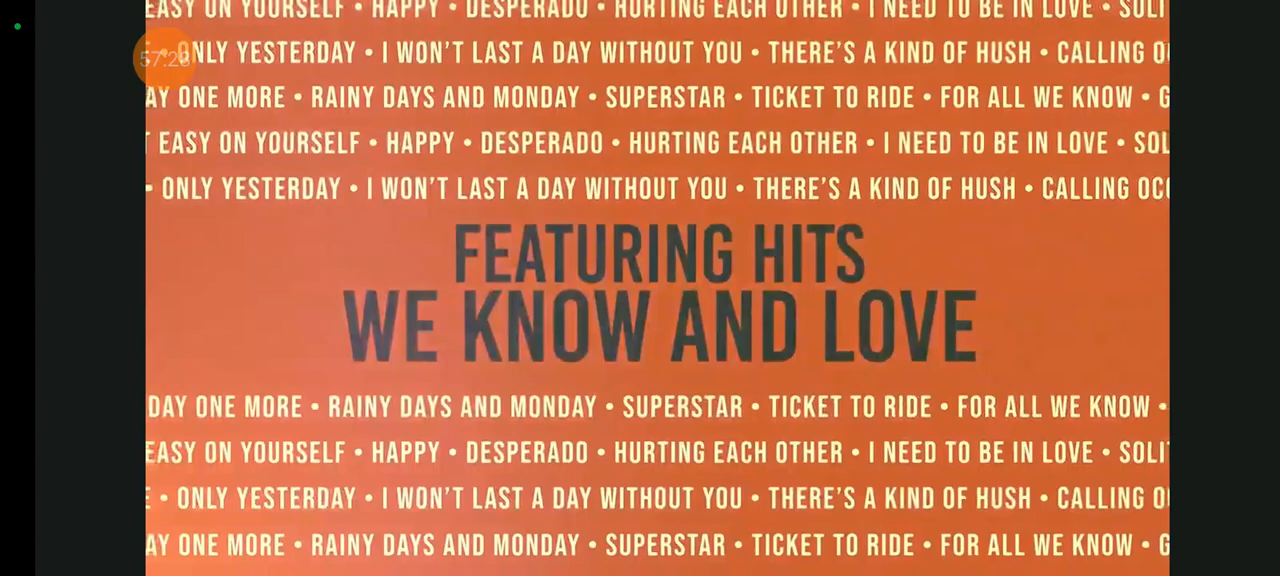 EASY ON YOURSELF • HAPPY • DESPERADO • HURTING EACH OTHER • I NEED TO BE IN LOVE •
• ONLY YESTERDAY • I WON'T LAST A DAY WITHOUT YOU • THERE'S A KIND OF HUSH • CALLING
57:28
ONE MORE • RAINY DAYS AND MONDAY • SUPERSTAR • TICKET TO RIDE • FOR ALL WE KNOW •
EASY ON YOURSELF • HAPPY • DESPERADO • HURTING EACH OTHER • I NEED TO BE IN LOVE •
• ONLY YESTERDAY • I WON'T LAST A DAY WITHOUT YOU • THERE'S A KIND OF HUSH • CALLING
FEATURING HITS
WE KNOW AND LOVE
DAY ONE MORE • RAINY DAYS AND MONDAY • SUPERSTAR • TICKET TO RIDE • FOR ALL WE KNOW •
EASY ON YOURSELF • HAPPY • DESPERADO • HURTING EACH OTHER • I NEED TO BE IN LOVE •
• ONLY YESTERDAY • I WON'T LAST A DAY WITHOUT YOU • THERE'S A KIND OF HUSH • CALLING
ONE MORE • RAINY DAYS AND MONDAY • SUPERSTAR • TICKET TO RIDE • FOR ALL WE KNOW •